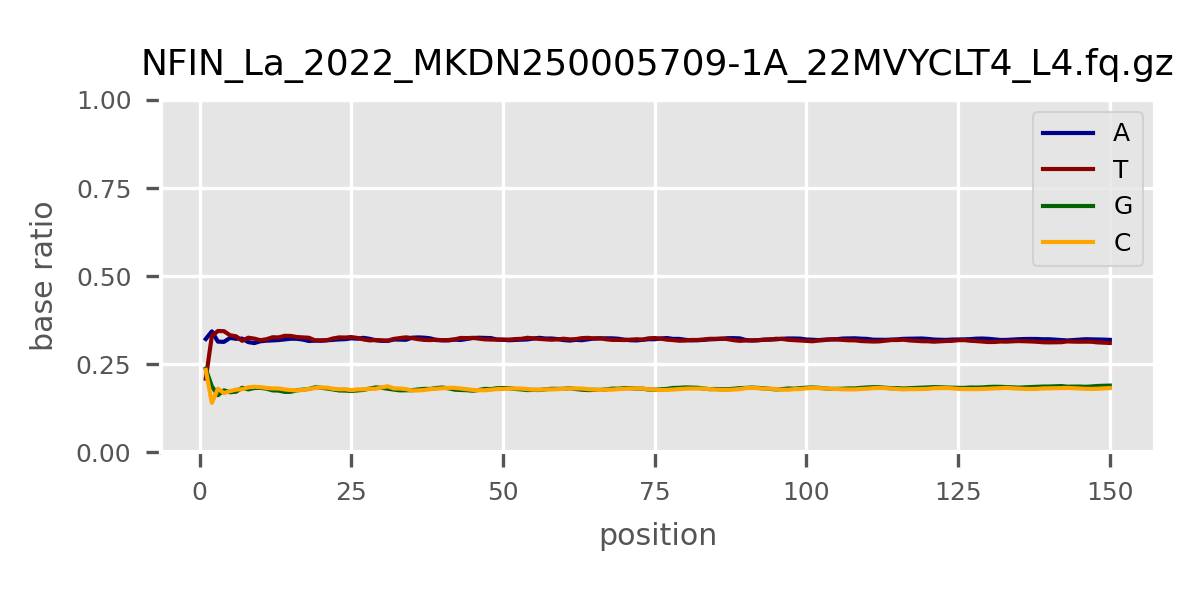 NFIN_La_2022_MKDN250005709-1A_22MVYCLT4_L4.fq.gz
1.00
0.75
0.50
0.25
0.00
base ratio
A
T
G
C
0 25 50 75 100 125 150
position